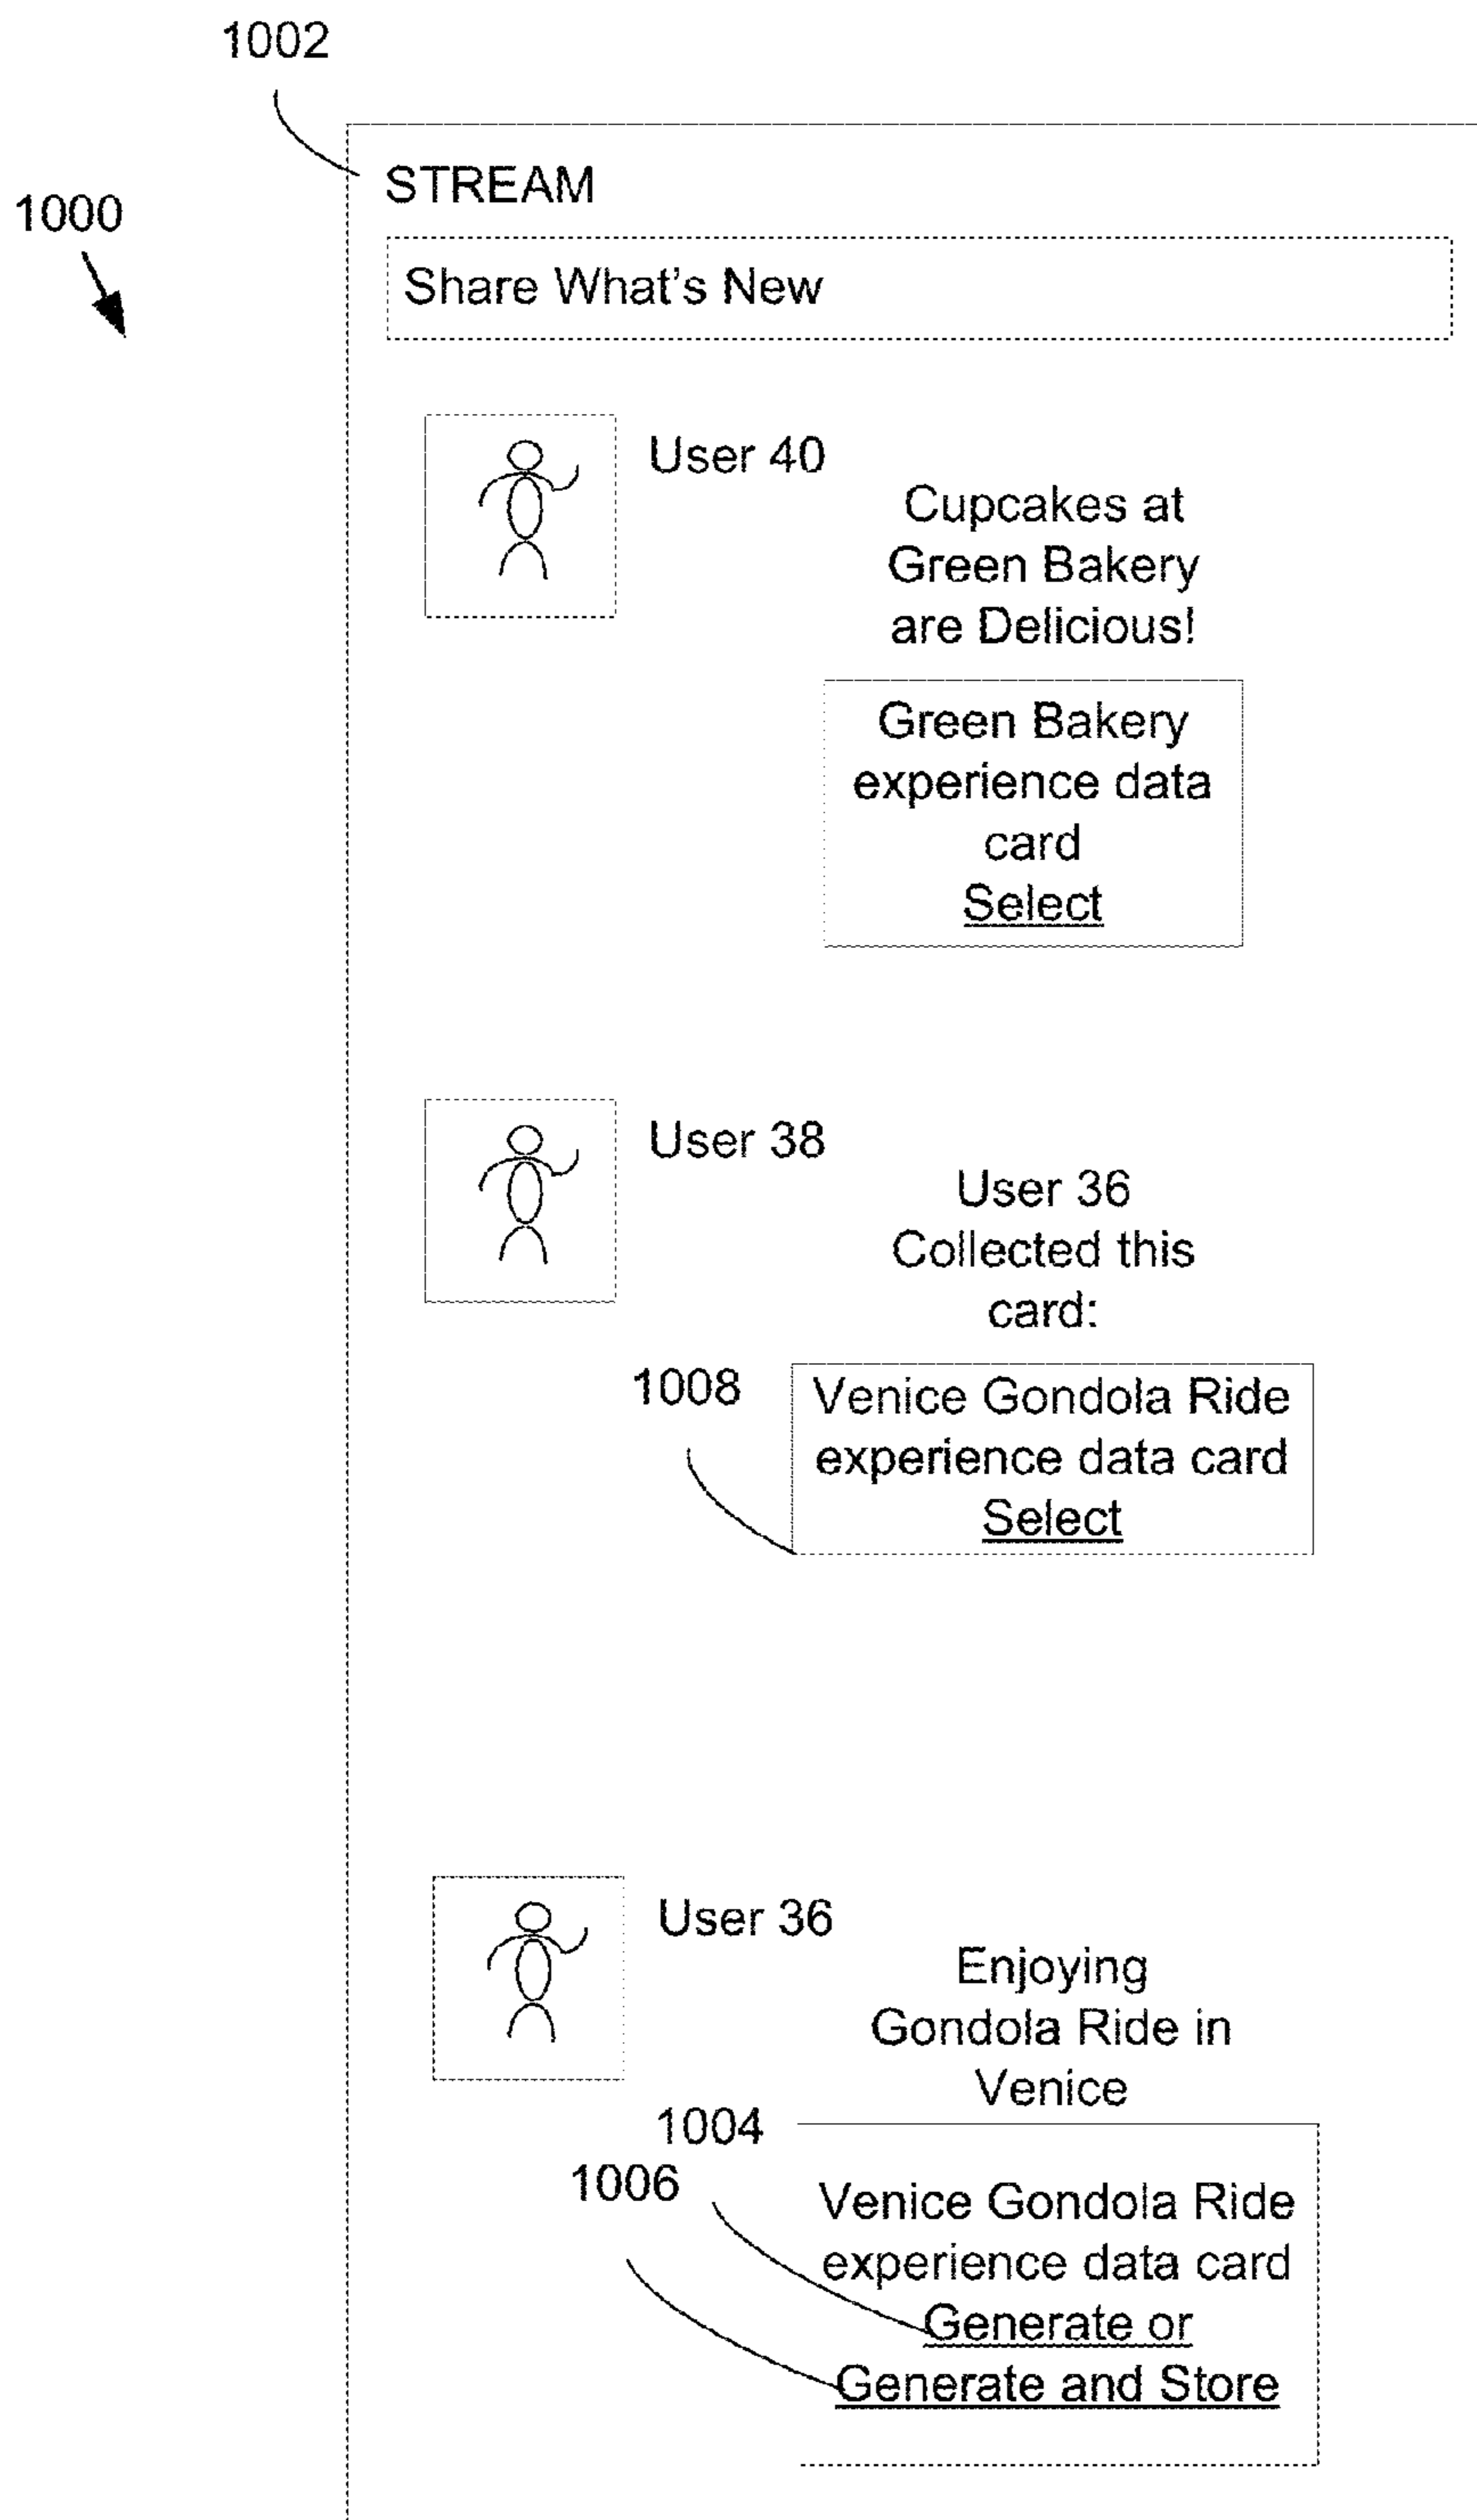 1002
1000
STREAM
Share What's New
User 40
Cupcakes at
Green Bakery
are Delicious!
Green Bakery
experience data
card
Select
User 38
User 36
Collected this
card:
1008
Venice Gondola Ride
experience data card
Select
User 36
Enjoying
Gondola Ride in
Venice
1004
1006
Venice Gondola Ride
experience data card
Generate or
Generate and Store